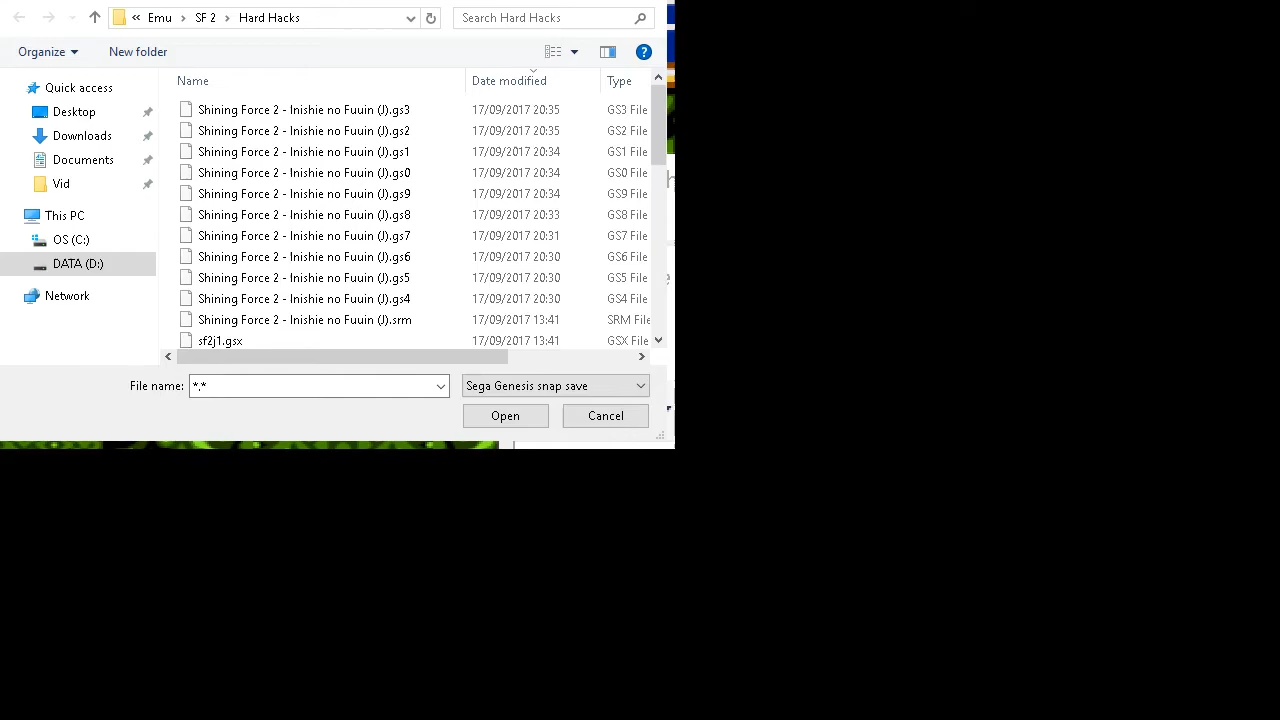 « Emu > SF 2 > Hard Hacks
Search Hard Hacks
Organize
New folder
Name
Date modified
Type
Quick access
Desktop
Downloads
Documents
Vid
This PC
OS (C:)
DATA (D:)
Network
Shining Force 2 - Inishie no Fuuin (J).gs3 17/09/2017 20:35 GS3 File
Shining Force 2 - Inishie no Fuuin (J).gs2 17/09/2017 20:35 GS2 File
Shining Force 2 - Inishie no Fuuin (J).gs1 17/09/2017 20:34 GS1 File
Shining Force 2 - Inishie no Fuuin (J).gs0 17/09/2017 20:34 GS0 File
Shining Force 2 - Inishie no Fuuin (J).gs9 17/09/2017 20:34 GS9 File
Shining Force 2 - Inishie no Fuuin (J).gs8 17/09/2017 20:33 GS8 File
Shining Force 2 - Inishie no Fuuin (J).gs7 17/09/2017 20:31 GS7 File
Shining Force 2 - Inishie no Fuuin (J).gs6 17/09/2017 20:30 GS6 File
Shining Force 2 - Inishie no Fuuin (J).gs5 17/09/2017 20:30 GS5 File
Shining Force 2 - Inishie no Fuuin (J).gs4 17/09/2017 20:30 GS4 File
Shining Force 2 - Inishie no Fuuin (J).srm 17/09/2017 13:41 SRM File
sf2j1.gsx 17/09/2017 13:41 GSX File
File name: *.*
Sega Genesis snap save
Open
Cancel